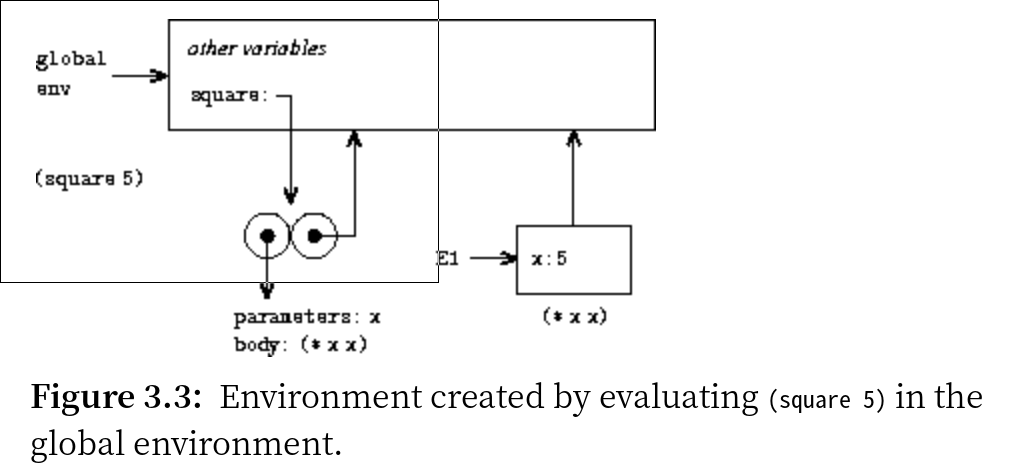 global
env
other variables
square:
(square 5)
E1
x:5
parameters: x
body: (* x x)
(* x x)
Figure 3.3: Environment created by evaluating (square 5) in the
global environment.